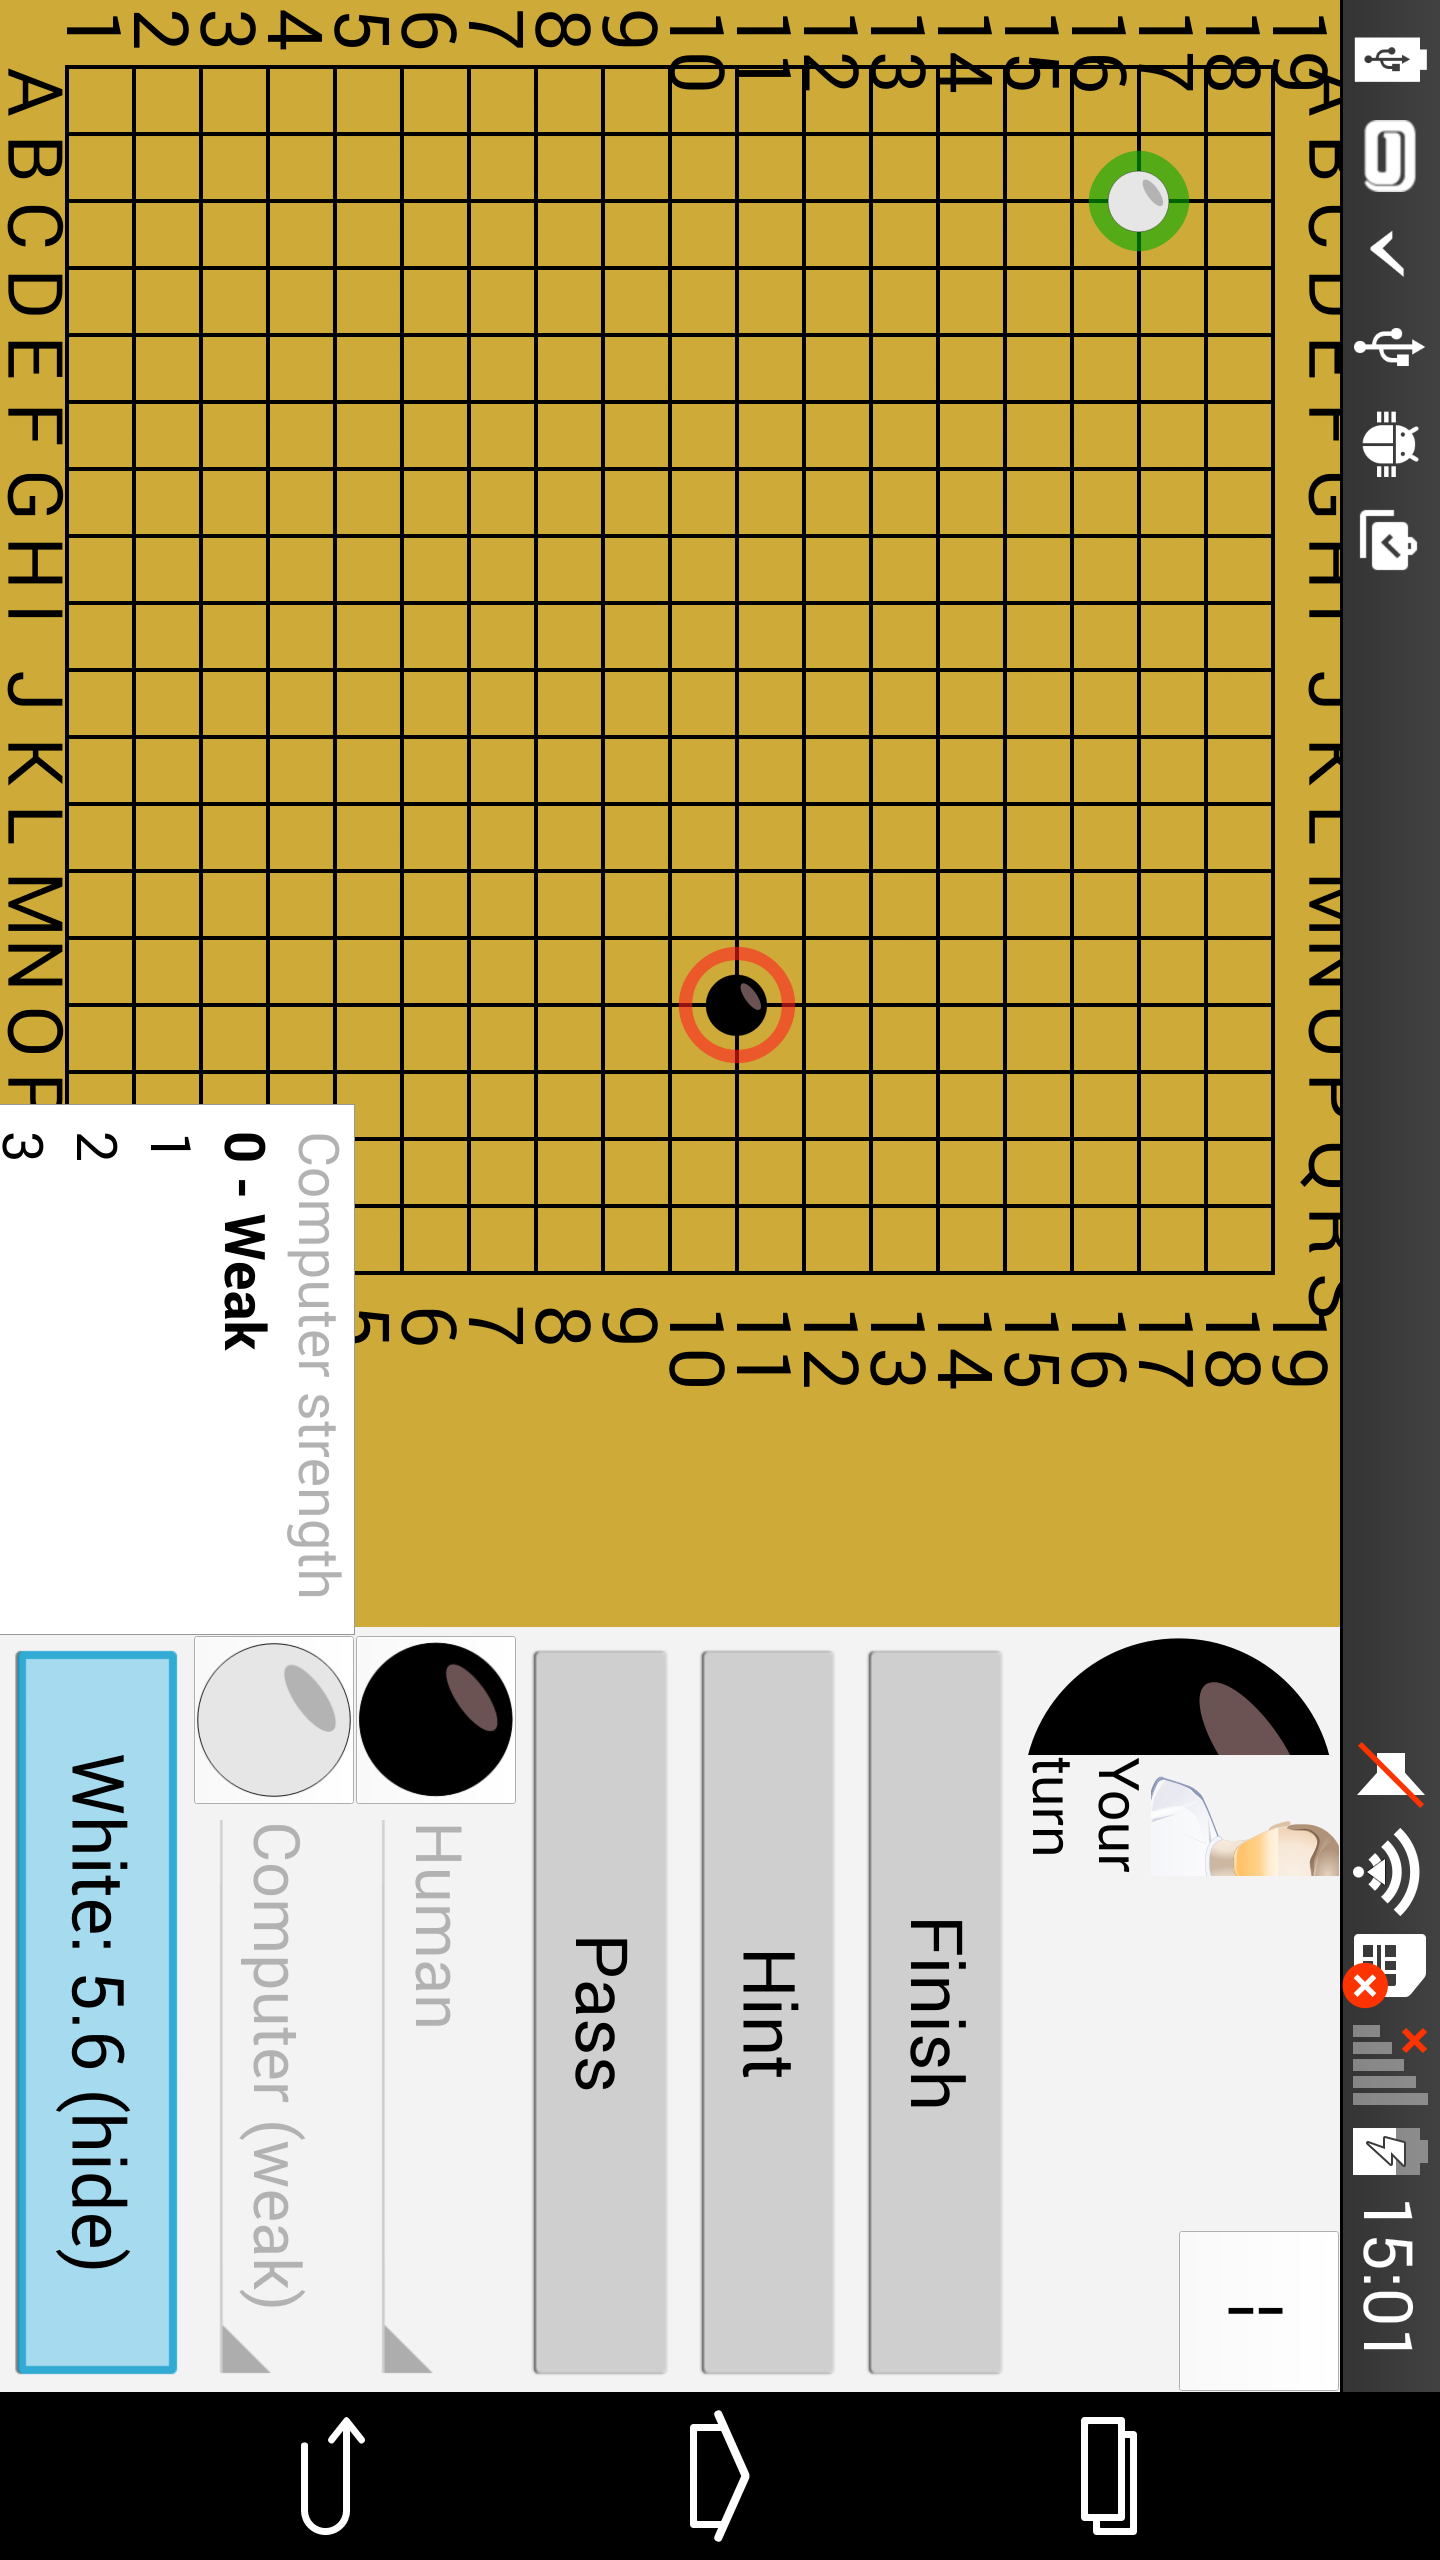 15:01
A B C D E F G H I J K L M N O P Q R S
19 19
18 18
17 17
16 16
15 15
14 14
13 13
12 12
11 11
10 10
9 9
8 8
7 7
6 6
5 5
4
3
2
1
A B C D E F G H I J K L M N O P
Your
turn
Finish
Hint
Pass
Human
Computer (weak)
White: 5.6 (hide)
Computer strength
0 - Weak
1
2
3